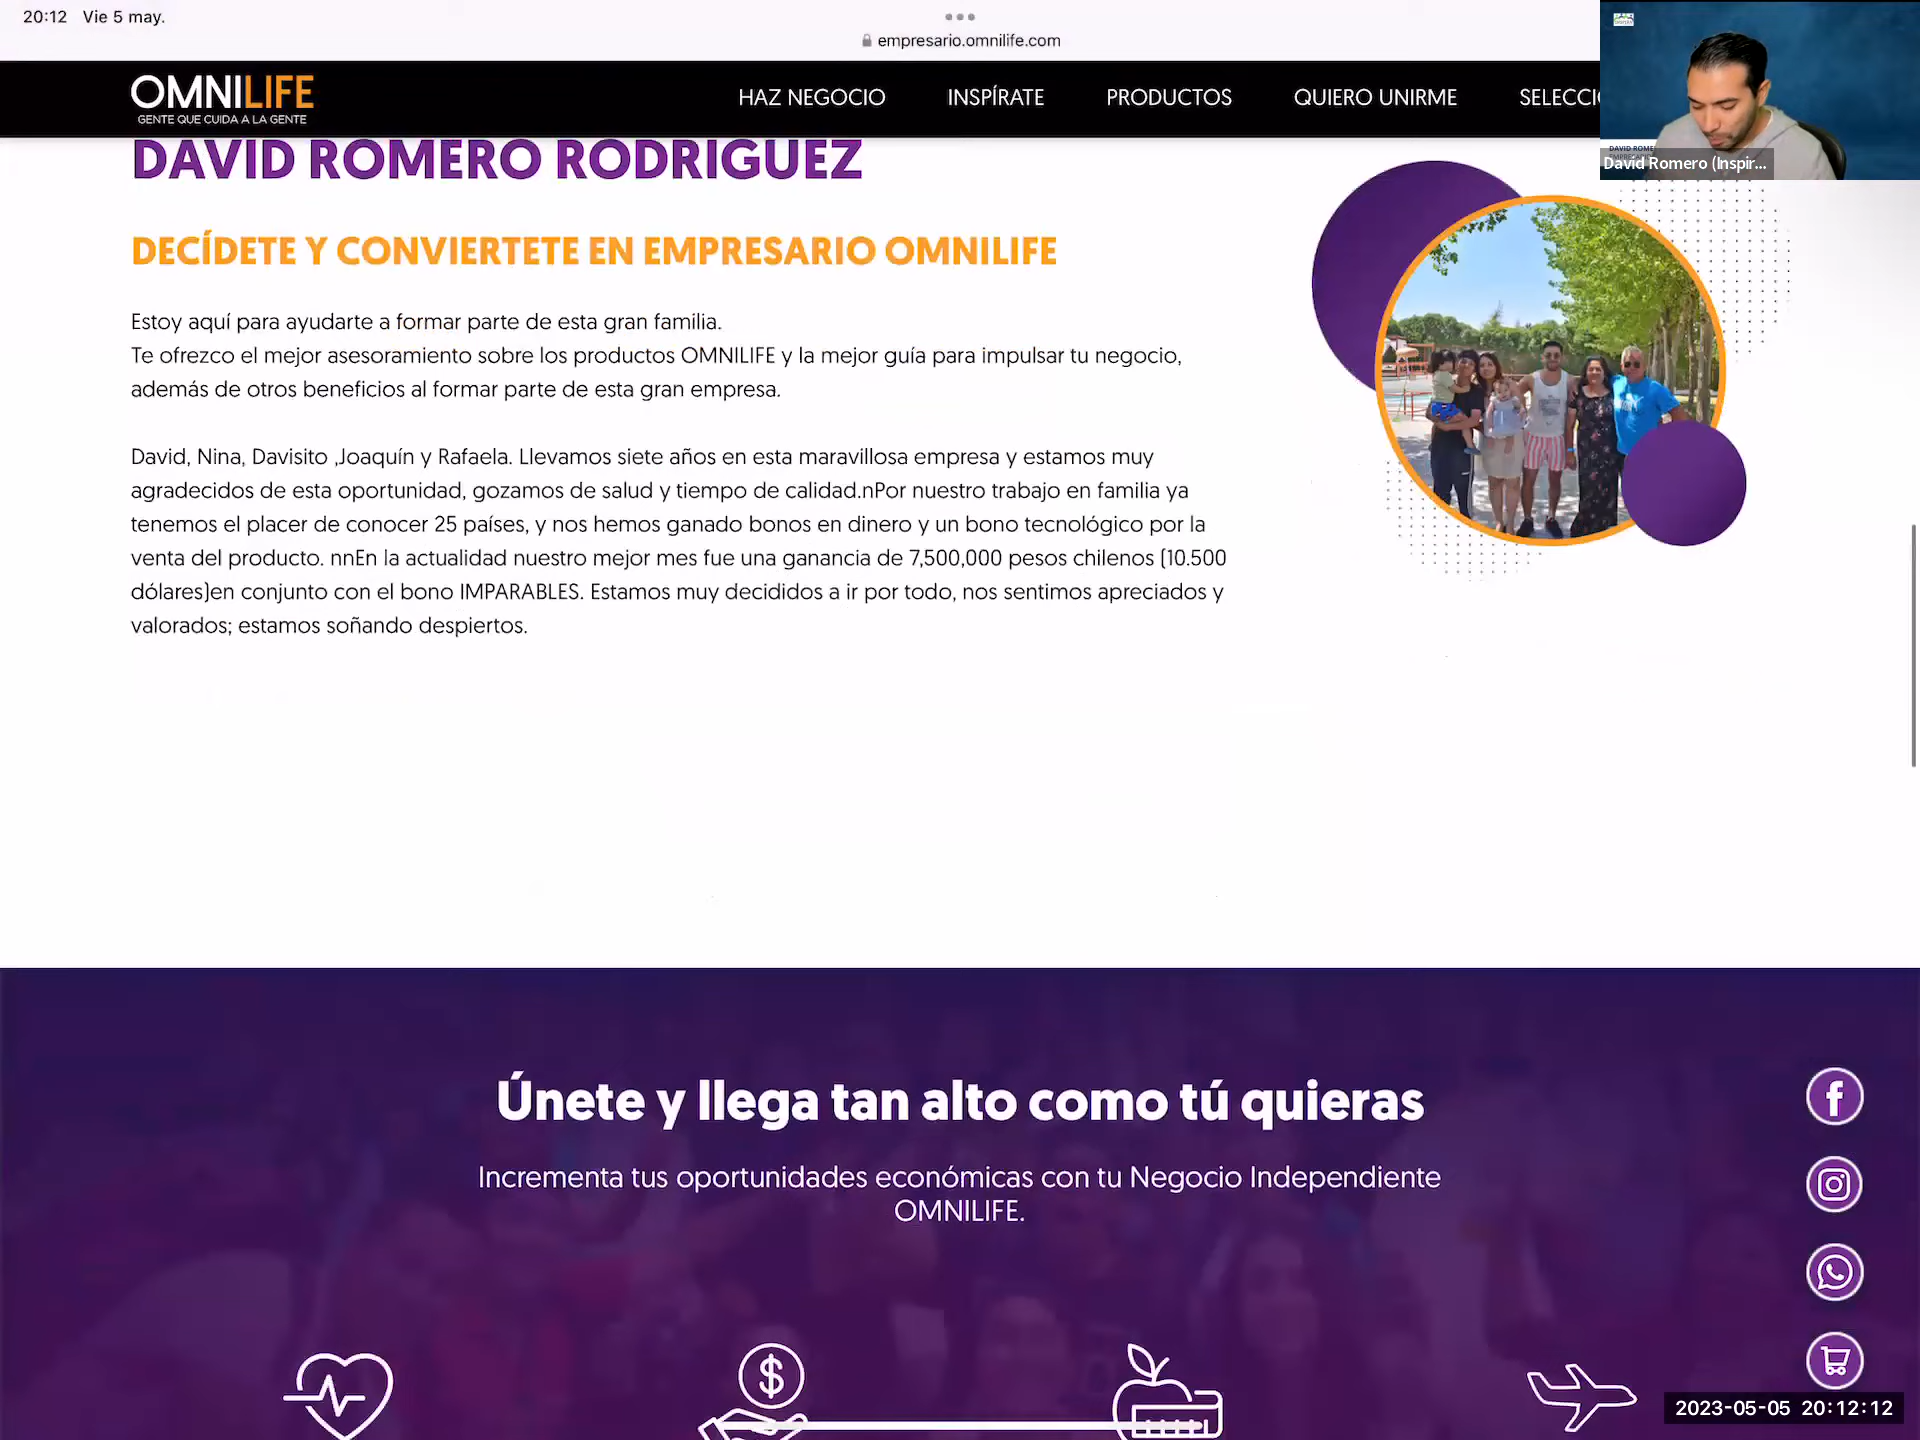 20:12 Vie 5 may.
empresario.omnilife.com
OMNILIFE
GENTE QUE CUIDA A LA GENTE
HAZ NEGOCIO
INSPÍRATE
PRODUCTOS
QUIERO UNIRME
DAVID ROME
David Romero (Inspir...
DAVID ROMERO RODRIGUEZ
DECÍDETE Y CONVIERTETE EN EMPRESARIO OMNILIFE
Estoy aquí para ayudarte a formar parte de esta gran familia.
Te ofrezco el mejor asesoramiento sobre los productos OMNILIFE y la mejor guía para impulsar tu negocio,
además de otros beneficios al formar parte de esta gran empresa.
David, Nina, Davisito ,Joaquín y Rafaela. Llevamos siete años en esta maravillosa empresa y estamos muy
agradecidos de esta oportunidad, gozamos de salud y tiempo de calidad.nPor nuestro trabajo en familia ya
tenemos el placer de conocer 25 países, y nos hemos ganado bonos en dinero y un bono tecnológico por la
venta del producto. nnEn la actualidad nuestro mejor mes fue una ganancia de 7,500,000 pesos chilenos (10.500
dólares)en conjunto con el bono IMPARABLES. Estamos muy decididos a ir por todo, nos sentimos apreciados y
valorados; estamos soñando despiertos.
Únete y llega tan alto como tú quieras
Incrementa tus oportunidades económicas con tu Negocio Independiente
OMNILIFE.
2023-05-05 20:12:12